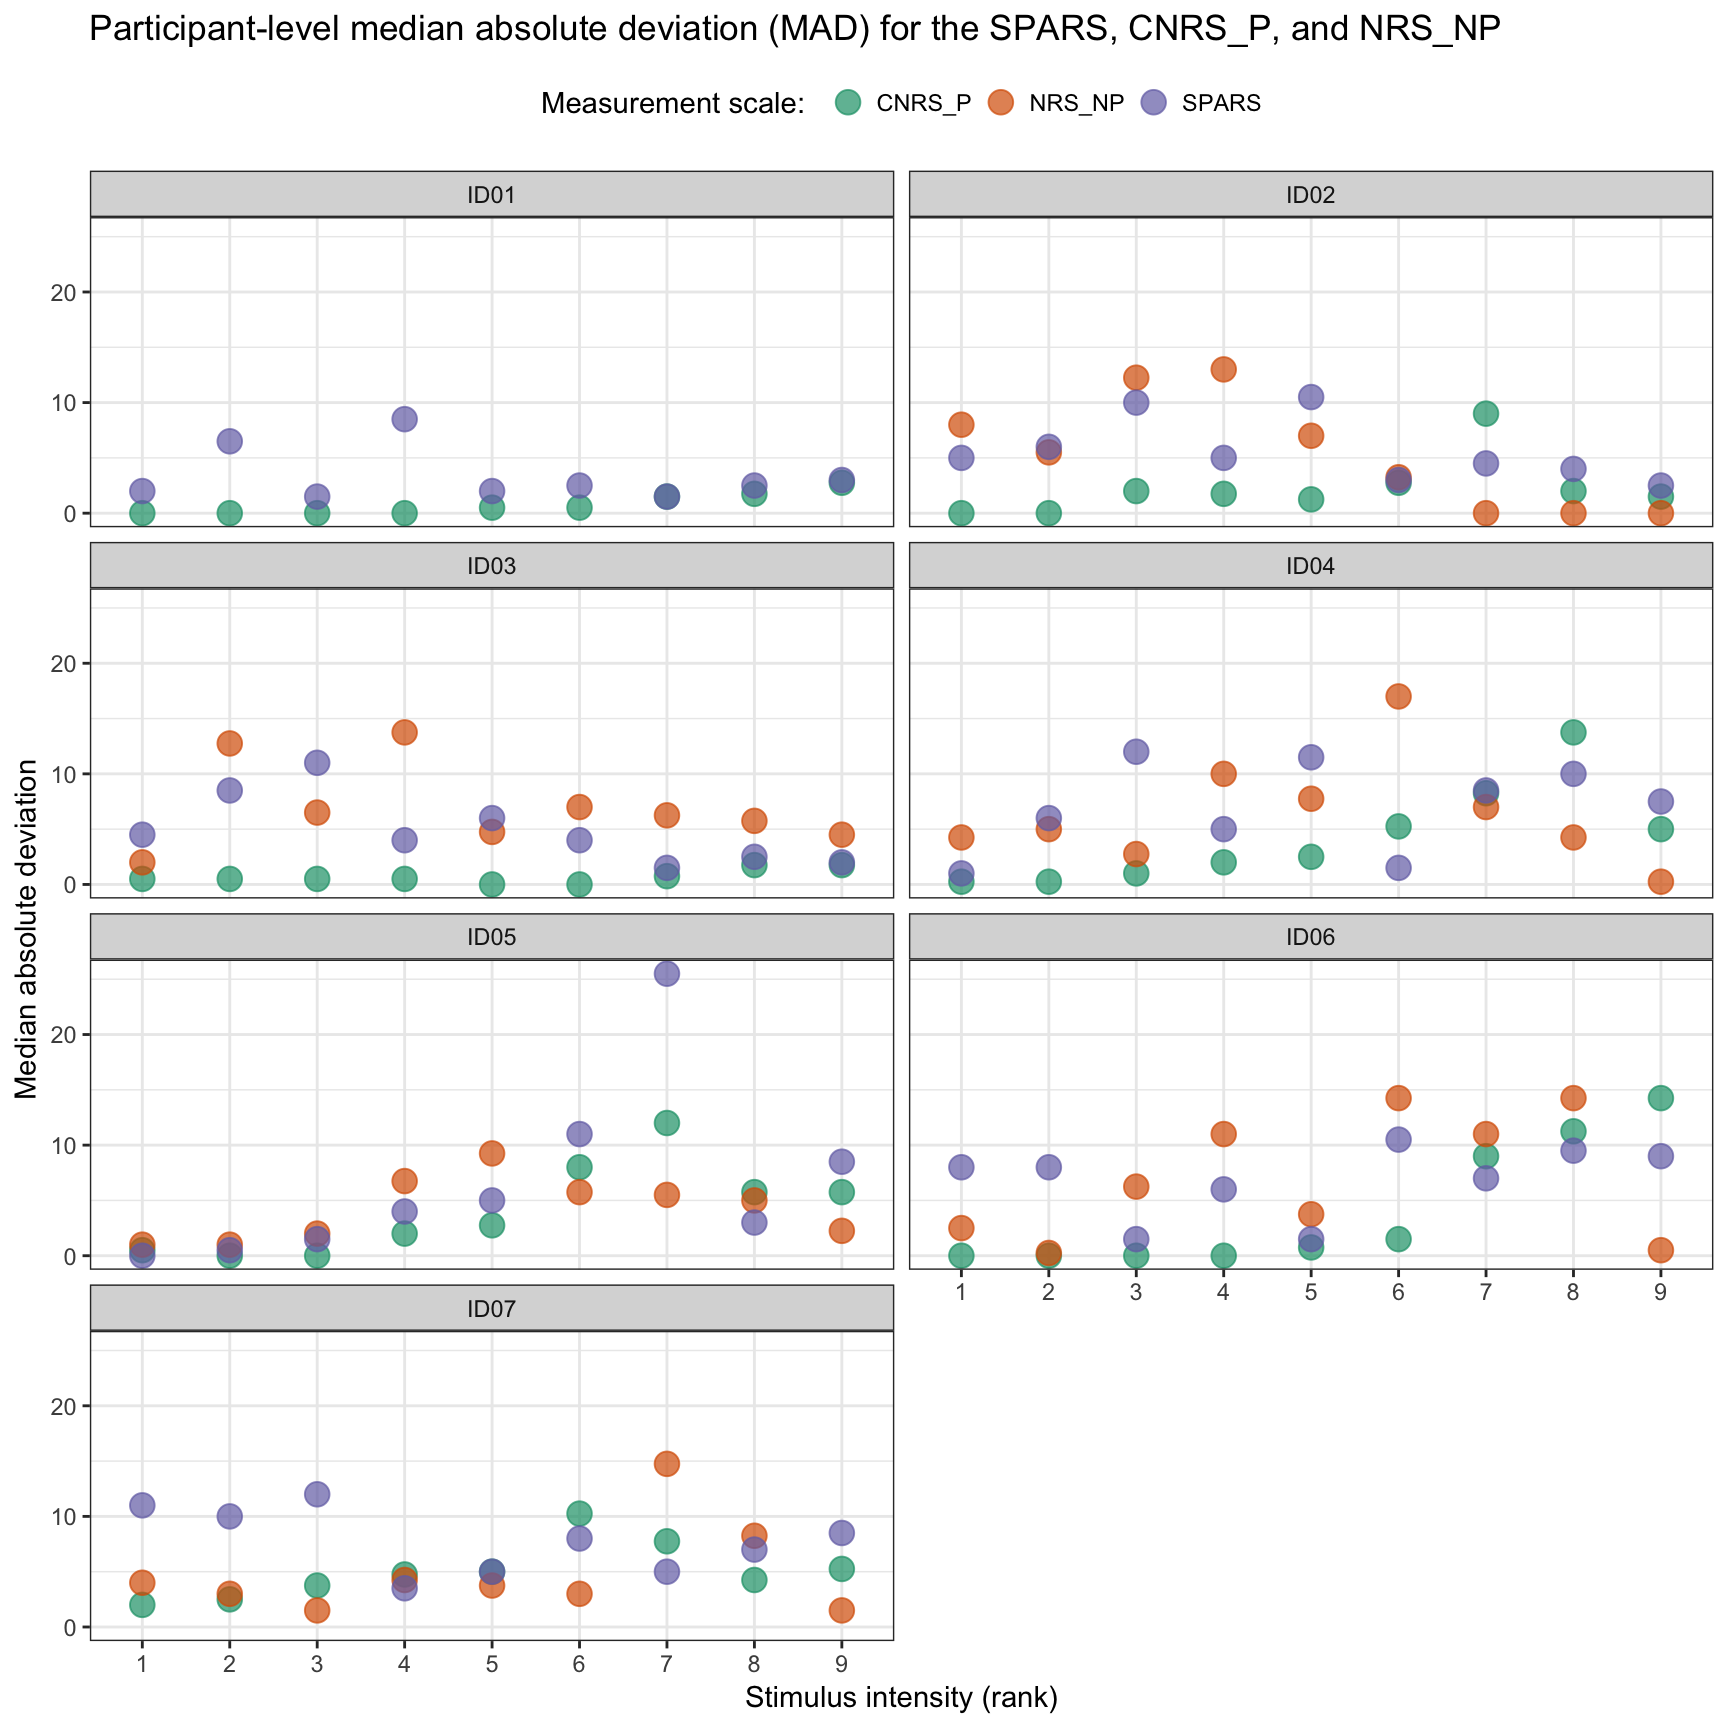 Participant-level median absolute deviation (MAD) for the SPARS, CNRS_P, and NRS_NP
Measurement scale: CNRS_P NRS_NP SPARS
ID01 ID02
20
10
0
ID03 ID04
20
10
0
ID05 ID06
20
10
0
1 2 3 4 5 6 7 8 9
ID07
20
10
0
1 2 3 4 5 6 7 8 9
Stimulus intensity (rank)
Median absolute deviation